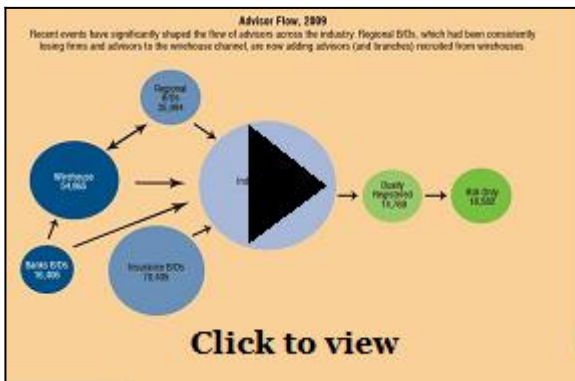 Advisor Flow, 2009
Recent events have significantly shaped the flow of advisors across the industry. Regional B/Ds, which had been consistently
losing firms and advisors to the wirehouse channel, are now adding advisors (and branches) recruited from wirehouses.
Regional
B/Ds
Wirehouse
Dually
Registered
RIA Only
Banks B/Ds
Insurance B/Ds
Click to view